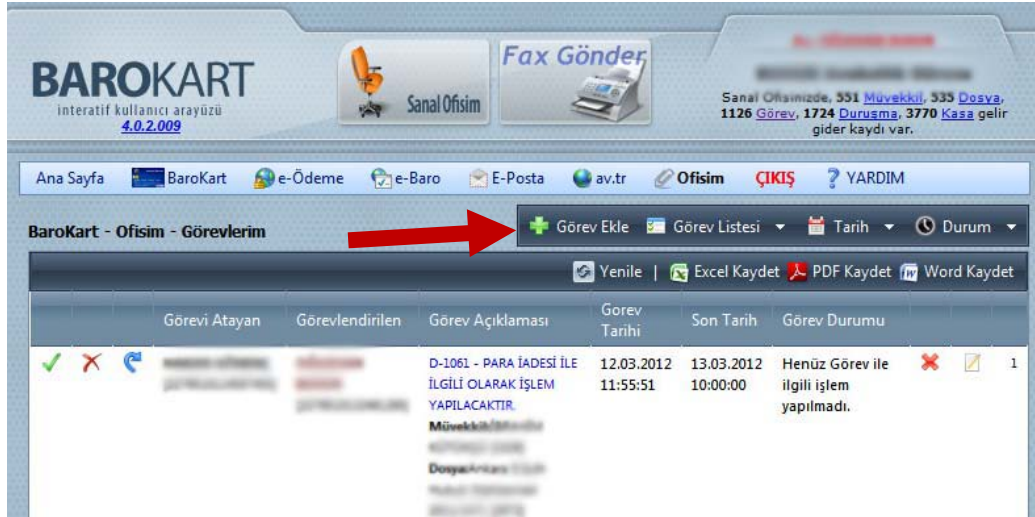 BAROKART
interatif kullanıcı arayüzü
4.0.2.009
Sanal Ofisim
Fax Gönder
Sanal Ofisinizde, 551 Müvekkil, 535 Dosya,
1126 Görev, 1724 Duruşma, 3770 Kasa gelir
gider kaydı var.
Ana Sayfa BaroKart e-Ödeme e-Baro E-Posta av.tr Ofisim ÇIKIŞ ? YARDIM
BaroKart - Ofisim - Görevlerim
Görev Ekle Görev Listesi Tarih Durum
Yenile | Excel Kaydet PDF Kaydet Word Kaydet
Görevi Atayan Görevlendirilen Görev Açıklaması Gorev Tarihi Son Tarih Görev Durumu
D-1061 - PARA İADESİ İLE
İLGİLİ OLARAK İŞLEM
YAPILACAKTIR.
Müvekkil:
Dosya:
12.03.2012
11:55:51
13.03.2012
10:00:00
Henüz Görev ile
ilgili işlem
yapılmadı.
1